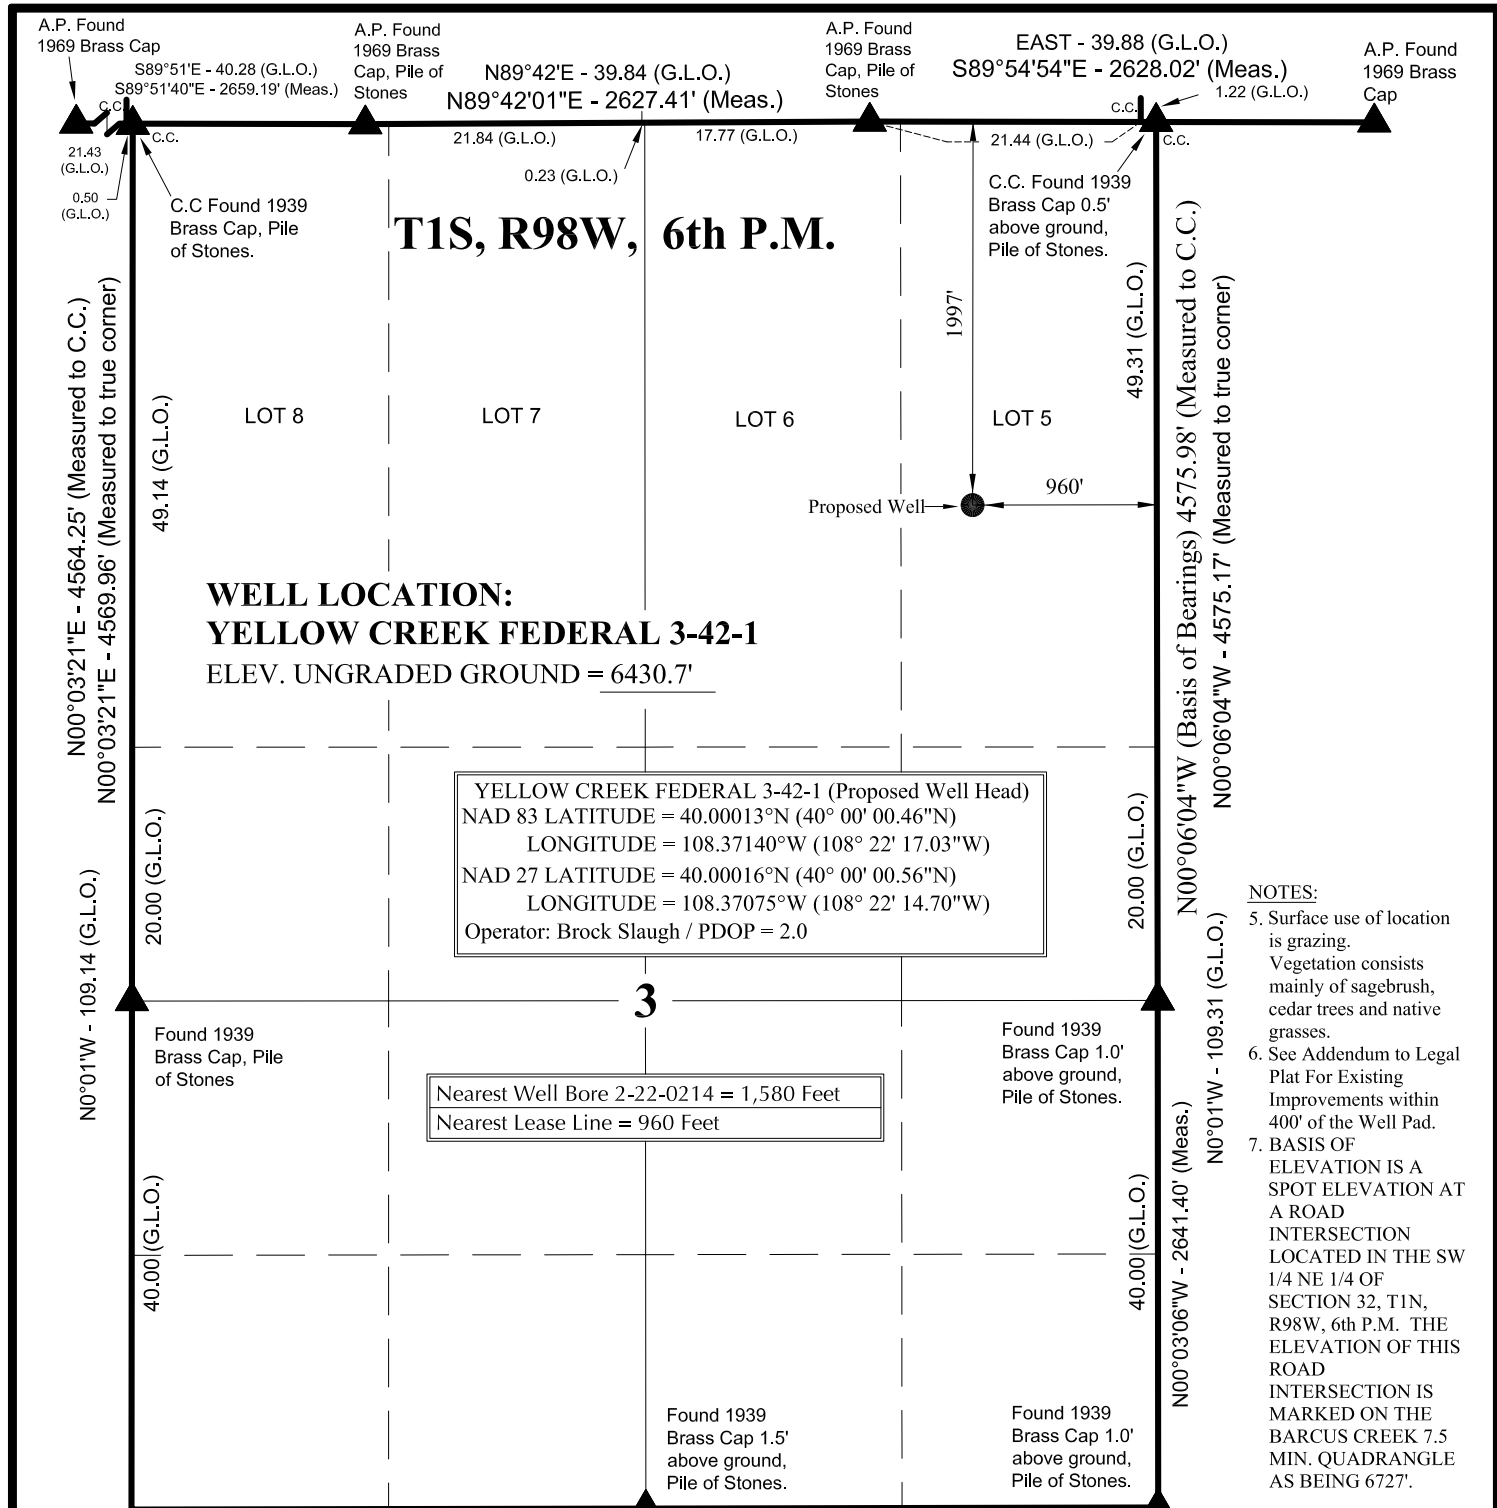 A.P. Found
1969 Brass Cap
S89°51'E - 40.28 (G.L.O.)
S89°51'40"E - 2659.19' (Meas.)
A.P. Found
1969 Brass
Cap, Pile of
Stones
N89°42'E - 39.84 (G.L.O.)
N89°42'01"E - 2627.41' (Meas.)
A.P. Found
1969 Brass
Cap, Pile of
Stones
EAST - 39.88 (G.L.O.)
S89°54'54"E - 2628.02' (Meas.)
1.22 (G.L.O.)
A.P. Found
1969 Brass
Cap
C.C.
C.C.
C.C.
C.C.
21.43
(G.L.O.)
0.50
(G.L.O.)
21.84 (G.L.O.)
0.23 (G.L.O.)
17.77 (G.L.O.)
21.44 (G.L.O.)
C.C Found 1939
Brass Cap, Pile
of Stones.
T1S, R98W, 6th P.M.
C.C. Found 1939
Brass Cap 0.5'
above ground,
Pile of Stones.
N00°03'21"E - 4564.25' (Measured to C.C.)
N00°03'21"E - 4569.96' (Measured to true corner)
49.14 (G.L.O.)
1997'
49.31 (G.L.O.)
N00°06'04"W (Basis of Bearings) 4575.98' (Measured to C.C.)
N00°06'04"W - 4575.17' (Measured to true corner)
LOT 8
LOT 7
LOT 6
LOT 5
960'
Proposed Well
WELL LOCATION:
YELLOW CREEK FEDERAL 3-42-1
ELEV. UNGRADED GROUND = 6430.7'
YELLOW CREEK FEDERAL 3-42-1 (Proposed Well Head)
NAD 83 LATITUDE = 40.00013°N (40° 00' 00.46"N)
LONGITUDE = 108.37140°W (108° 22' 17.03"W)
NAD 27 LATITUDE = 40.00016°N (40° 00' 00.56"N)
LONGITUDE = 108.37075°W (108° 22' 14.70"W)
Operator: Brock Slaugh / PDOP = 2.0
20.00 (G.L.O.)
20.00 (G.L.O.)
N0°01'W - 109.14 (G.L.O.)
N0°01'W - 109.31 (G.L.O.)
3
Found 1939
Brass Cap, Pile
of Stones
Found 1939
Brass Cap 1.0'
above ground,
Pile of Stones.
Nearest Well Bore 2-22-0214 = 1,580 Feet
Nearest Lease Line = 960 Feet
40.00 (G.L.O.)
40.00 (G.L.O.)
N00°03'06"W - 2641.40' (Meas.)
Found 1939
Brass Cap 1.5'
above ground,
Pile of Stones.
Found 1939
Brass Cap 1.0'
above ground,
Pile of Stones.
NOTES:
5. Surface use of location
is grazing.
Vegetation consists
mainly of sagebrush,
cedar trees and native
grasses.
6. See Addendum to Legal
Plat For Existing
Improvements within
400' of the Well Pad.
7. BASIS OF
ELEVATION IS A
SPOT ELEVATION AT
A ROAD
INTERSECTION
LOCATED IN THE SW
1/4 NE 1/4 OF
SECTION 32, T1N,
R98W, 6th P.M. THE
ELEVATION OF THIS
ROAD
INTERSECTION IS
MARKED ON THE
BARCUS CREEK 7.5
MIN. QUADRANGLE
AS BEING 6727'.